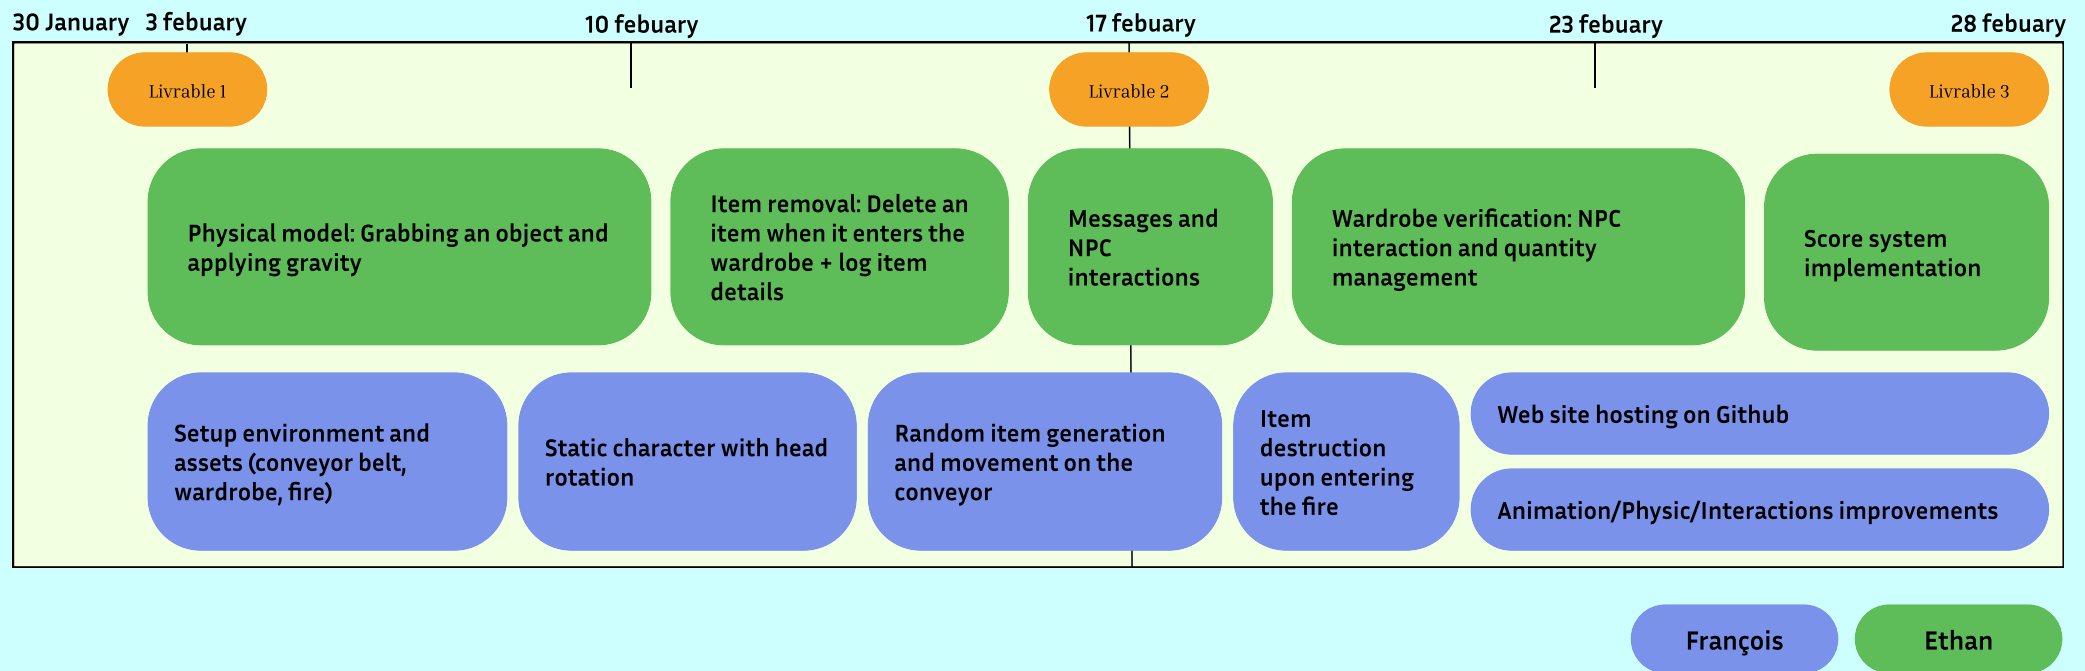 30 January
3 febuary
10 febuary
17 febuary
23 febuary
28 febuary
Livrable 1
Livrable 2
Livrable 3
Physical model: Grabbing an object and
applying gravity
Item removal: Delete an
item when it enters the
wardrobe + log item
details
Messages and
NPC
interactions
Wardrobe verification: NPC
interaction and quantity
management
Score system
implementation
Setup environment and
assets (conveyor belt,
wardrobe, fire)
Static character with head
rotation
Random item generation
and movement on the
conveyor
Item
destruction
upon entering
the fire
Web site hosting on Github
Animation/Physic/Interactions improvements
François
Ethan